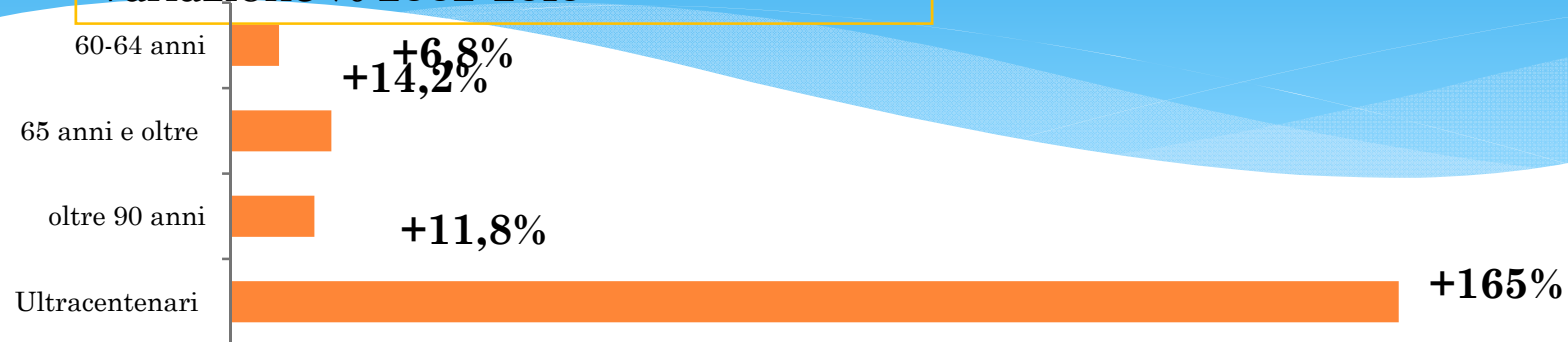 60-64 anni
+6,8%
+14,2%
65 anni e oltre
oltre 90 anni
+11,8%
Ultracentenari
+165%